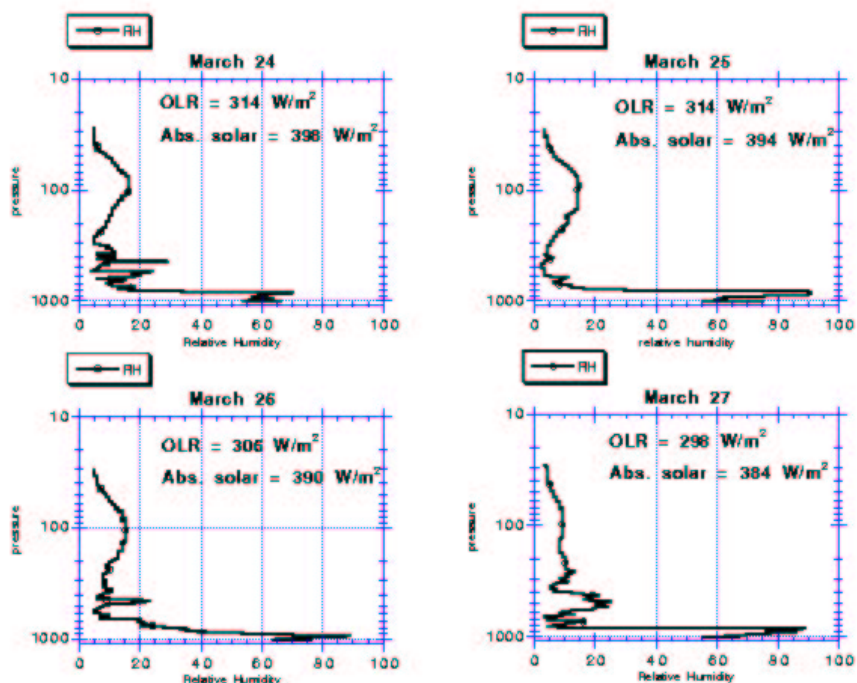 RH
March 24
OLR = 314 W/m²
Abs. solar = 398 W/m²
pressure
10
100
1000
0 20 40 60 80 100
Relative Humidity
RH
March 25
OLR = 314 W/m²
Abs. solar = 394 W/m²
pressure
10
100
1000
0 20 40 60 80 100
relative humidity
RH
March 26
OLR = 306 W/m²
Abs. solar = 390 W/m²
pressure
10
100
1000
0 20 40 60 80 100
Relative Humidity
RH
March 27
OLR = 298 W/m²
Abs. solar = 384 W/m²
pressure
10
100
1000
0 20 40 60 80 100
Relative Humidity